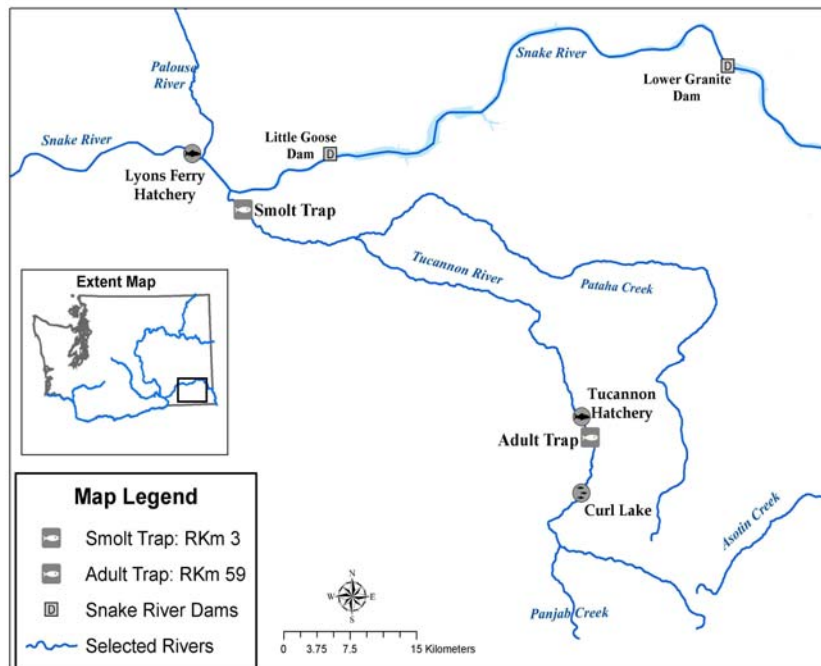 Palouse
River
Snake River
Lower Granite
Dam
D
Snake River
Little Goose
Dam
D
Lyons Ferry
Hatchery
Smolt Trap
Tucannon River
Pataha Creek
Extent Map
Tucannon
Hatchery
Adult Trap
Curl Lake
Asotin Creek
Panjab Creek
Map Legend
Smolt Trap: RKm 3
Adult Trap: RKm 59
D Snake River Dams
Selected Rivers
N
W E
S
0 3.75 7.5 15 Kilometers